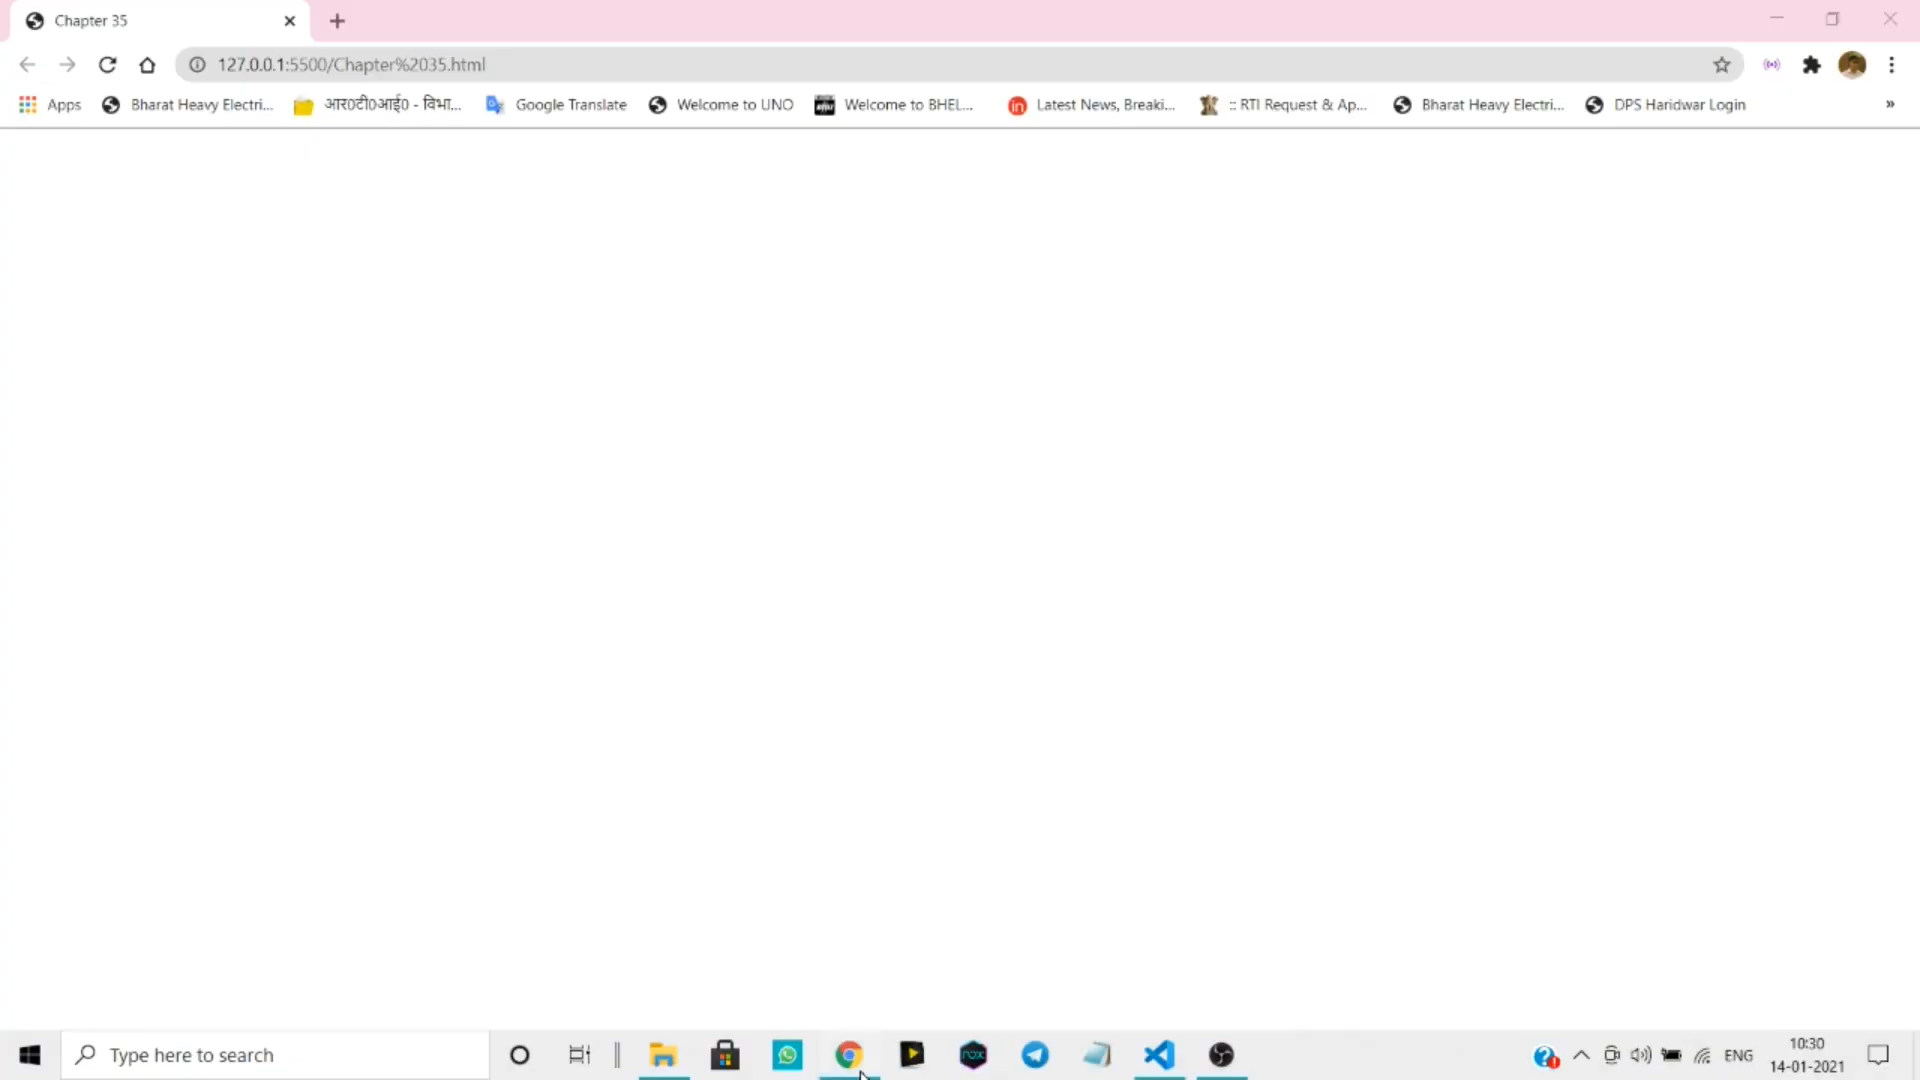 Chapter 35
127.0.0.1:5500/Chapter%2035.html
Apps Bharat Heavy Electri... आर0टी0आई0 - विभा... Google Translate Welcome to UNO Welcome to BHEL... Latest News, Breaki... :: RTI Request & Ap... Bharat Heavy Electri... DPS Haridwar Login »
Type here to search
ENG
10:30
14-01-2021